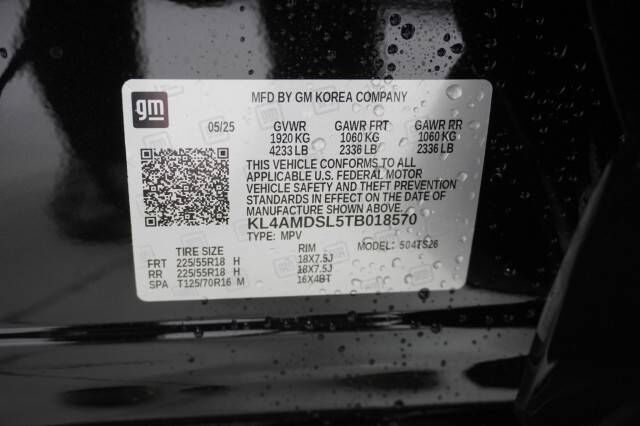 gm
MFD BY GM KOREA COMPANY
05/25 GVWR GAWR FRT GAWR RR
1920 KG 1060 KG 1060 KG
4233 LB 2336 LB 2336 LB
THIS VEHICLE CONFORMS TO ALL
APPLICABLE U.S. FEDERAL MOTOR
VEHICLE SAFETY AND THEFT PREVENTION
STANDARDS IN EFFECT ON THE DATE OF
MANUFACTURE SHOWN ABOVE.
KL4AMDSL5TB018570
TYPE: MPV MODEL: 504TS26
TIRE SIZE RIM
FRT 225/55R18 H 18X7.5J
RR 225/55R18 H 18X7.5J
SPA T125/70R16 M 16X4BT